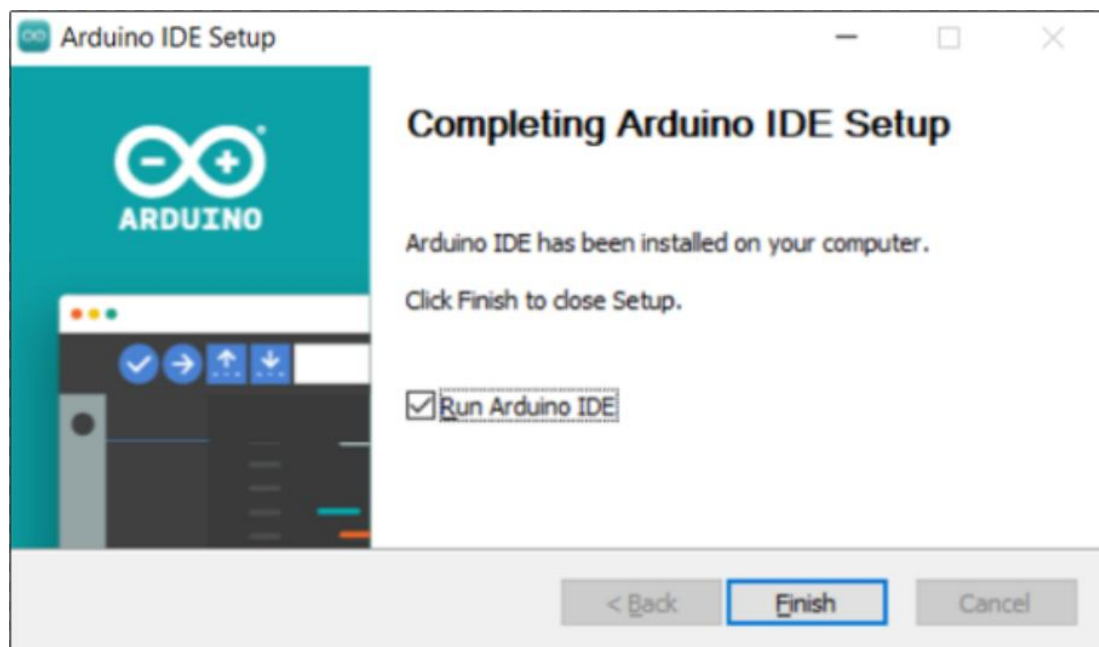 Arduino IDE Setup
ARDUINO
Completing Arduino IDE Setup
Arduino IDE has been installed on your computer.
Click Finish to close Setup.
Run Arduino IDE
< Back
Finish
Cancel